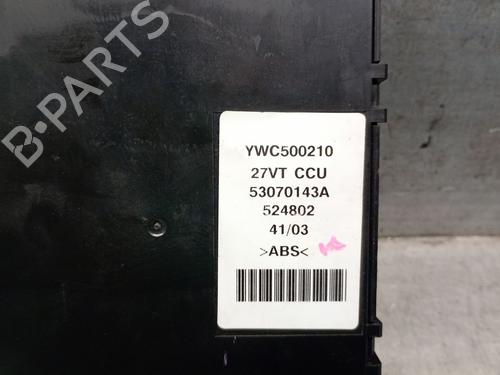 B-PARTS
YWC500210
27VT CCU
53070143A
524802
41/03
>ABS<